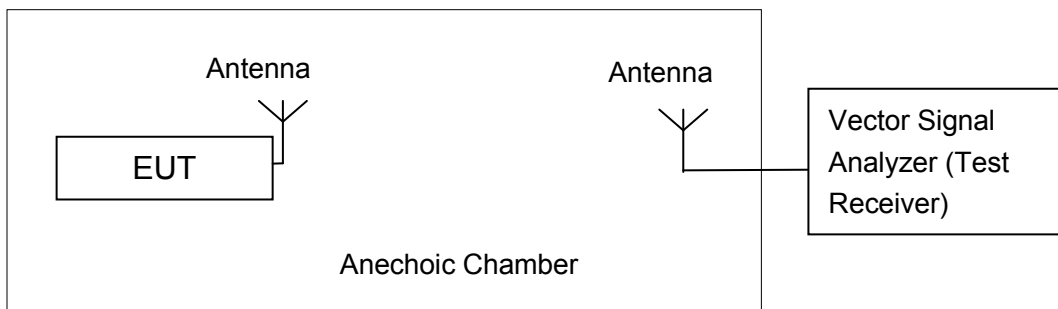 Antenna
Antenna
EUT
Vector Signal
Analyzer (Test
Receiver)
Anechoic Chamber